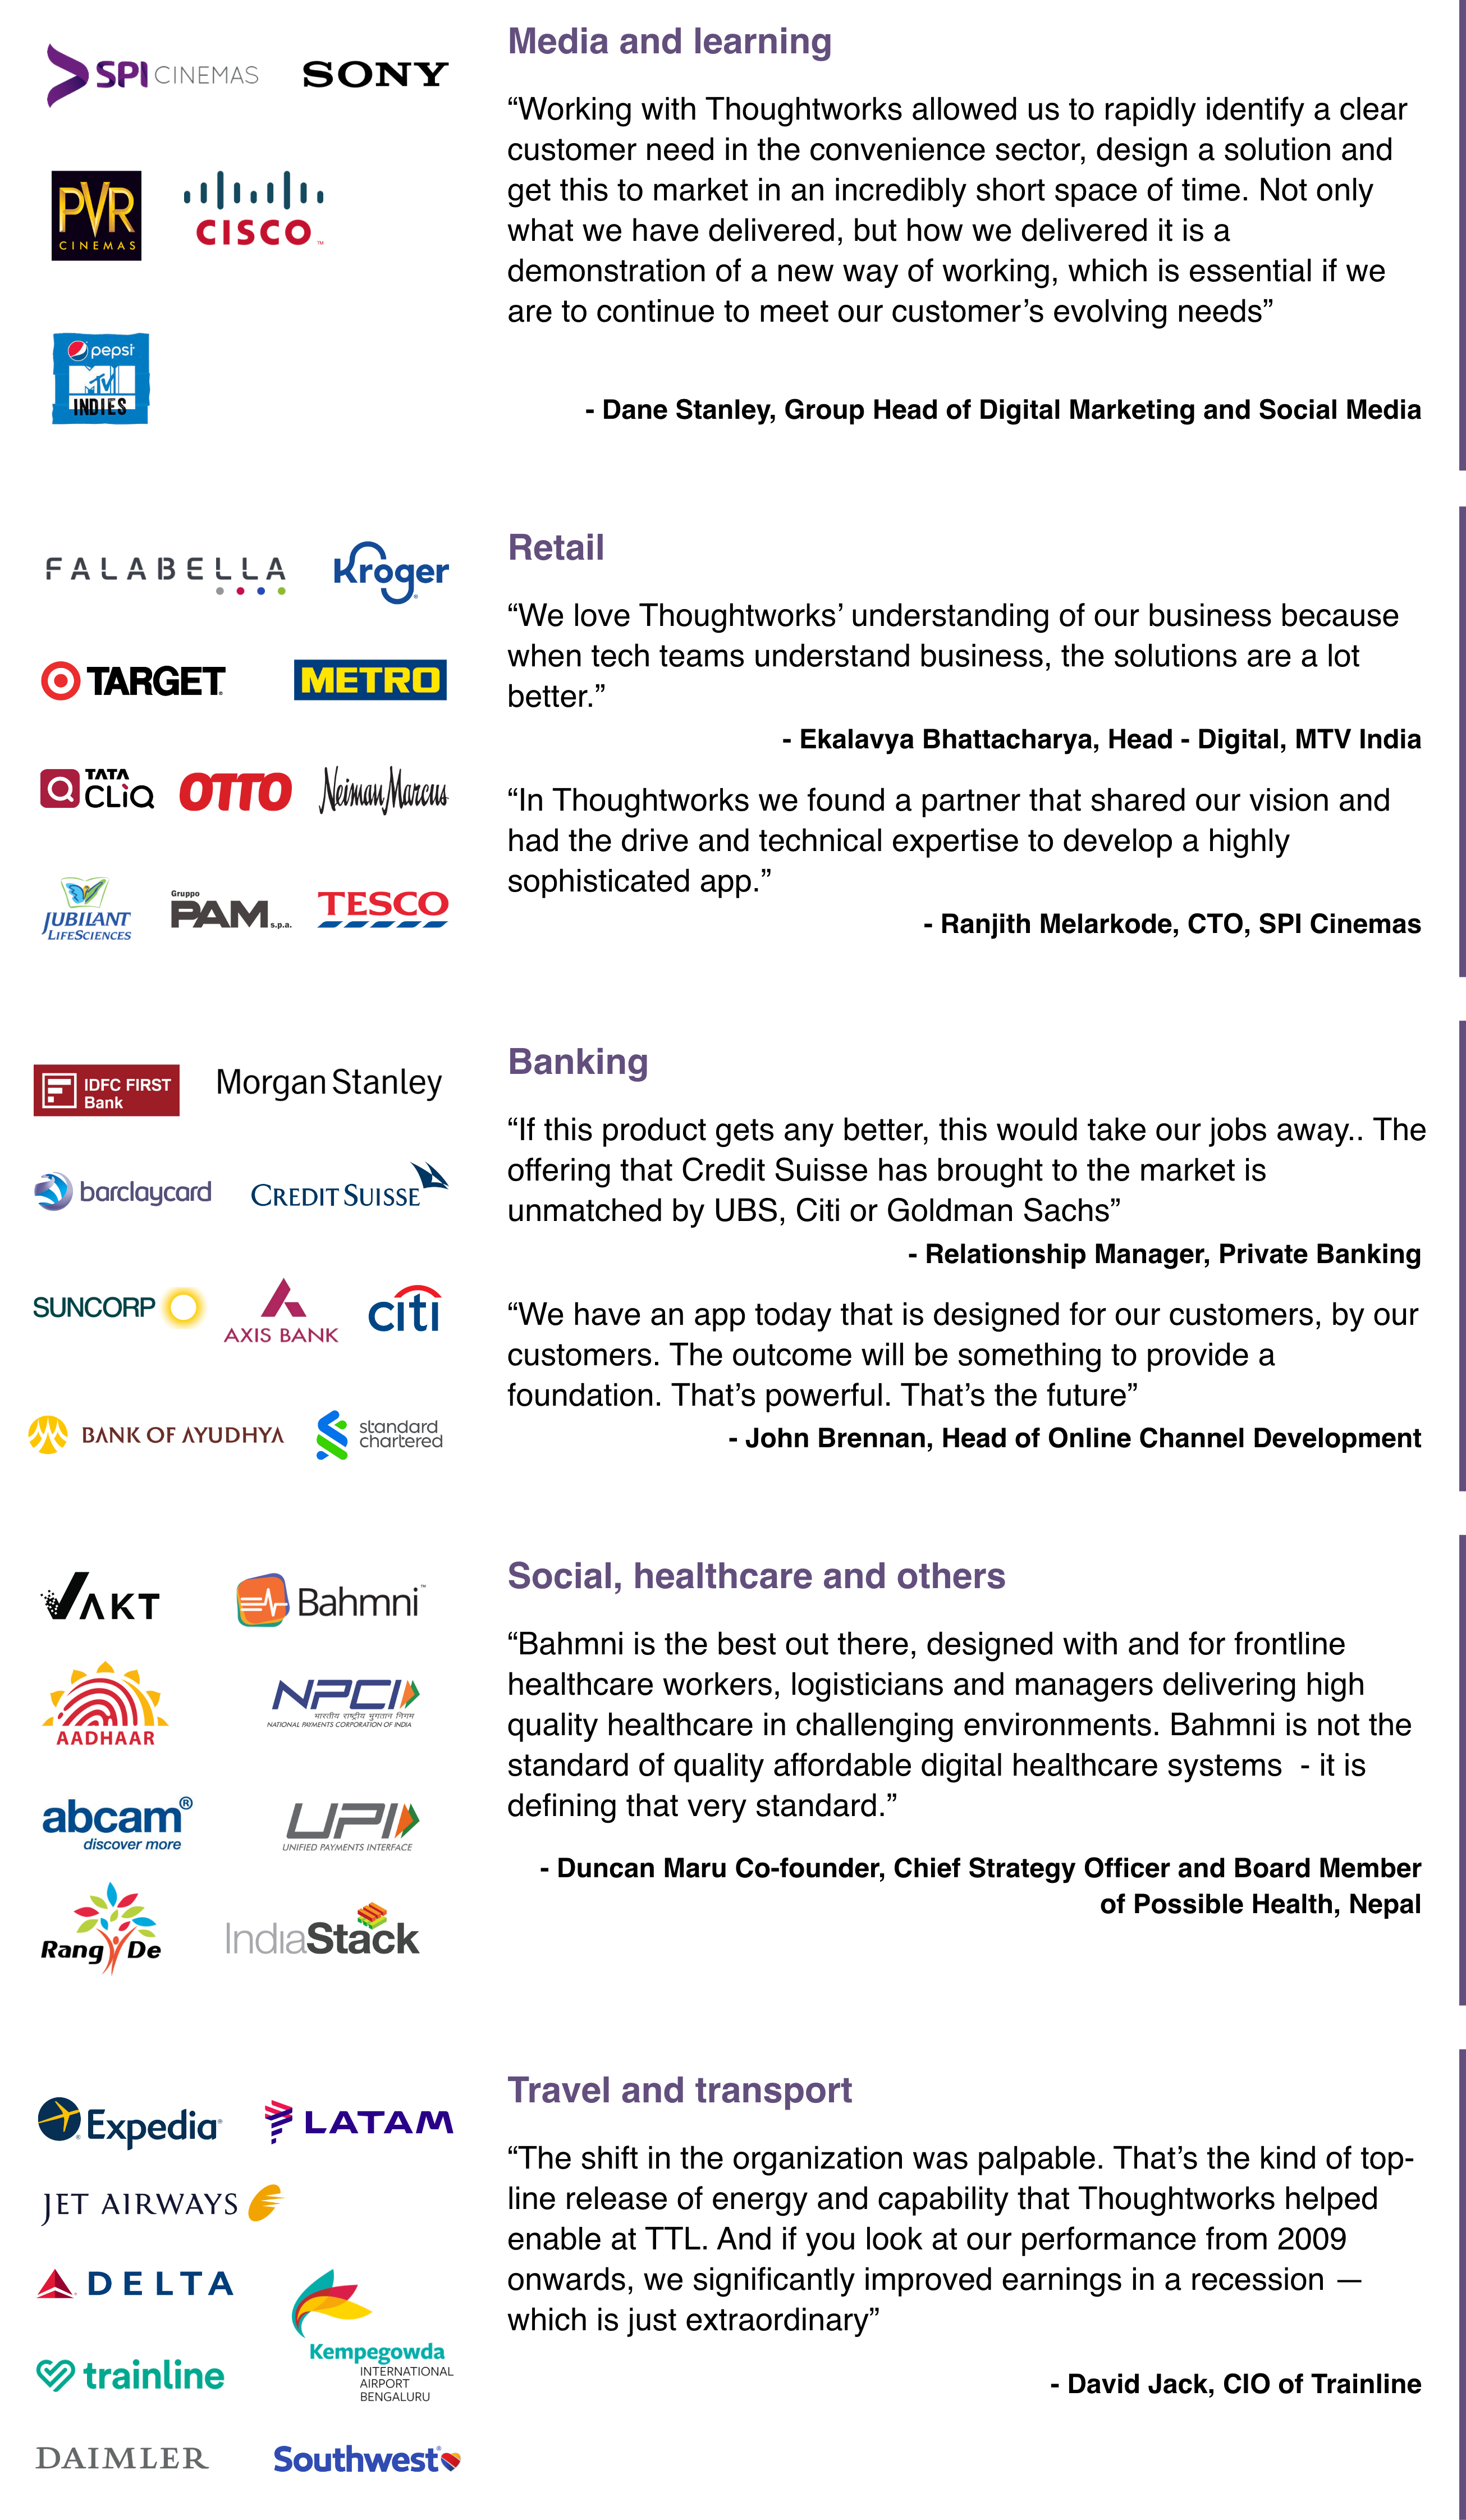 SPI CINEMAS
SONY
PVR
CINEMAS
CISCO
™
pepsi
MTV
INDIES
Media and learning
“Working with Thoughtworks allowed us to rapidly identify a clear
customer need in the convenience sector, design a solution and
get this to market in an incredibly short space of time. Not only
what we have delivered, but how we delivered it is a
demonstration of a new way of working, which is essential if we
are to continue to meet our customer’s evolving needs”
- Dane Stanley, Group Head of Digital Marketing and Social Media
FALABELLA
Kroger
TARGET
METRO
TATA
CLiQ
OTTO
Neiman Marcus
JUBILANT
LIFESCIENCES
Gruppo
PAM s.p.a.
TESCO
Retail
“We love Thoughtworks’ understanding of our business because
when tech teams understand business, the solutions are a lot
better.”
- Ekalavya Bhattacharya, Head - Digital, MTV India
“In Thoughtworks we found a partner that shared our vision and
had the drive and technical expertise to develop a highly
sophisticated app.”
- Ranjith Melarkode, CTO, SPI Cinemas
IDFC FIRST
Bank
Morgan Stanley
barclaycard
CREDIT SUISSE
SUNCORP
AXIS BANK
citi
BANK OF AYUDHYA
standard
chartered
Banking
“If this product gets any better, this would take our jobs away.. The
offering that Credit Suisse has brought to the market is
unmatched by UBS, Citi or Goldman Sachs”
- Relationship Manager, Private Banking
“We have an app today that is designed for our customers, by our
customers. The outcome will be something to provide a
foundation. That’s powerful. That’s the future”
- John Brennan, Head of Online Channel Development
VAKT
Bahmni™
AADHAAR
NPCI
भारतीय राष्ट्रीय भुगतान निगम
NATIONAL PAYMENTS CORPORATION OF INDIA
abcam®
discover more
UPI
UNIFIED PAYMENTS INTERFACE
Rang De
IndiaStack
Social, healthcare and others
“Bahmni is the best out there, designed with and for frontline
healthcare workers, logisticians and managers delivering high
quality healthcare in challenging environments. Bahmni is not the
standard of quality affordable digital healthcare systems  - it is
defining that very standard.”
- Duncan Maru Co-founder, Chief Strategy Officer and Board Member
of Possible Health, Nepal
Expedia®
LATAM
JET AIRWAYS
DELTA
Kempegowda
INTERNATIONAL
AIRPORT
BENGALURU
trainline
DAIMLER
Southwest®
Travel and transport
“The shift in the organization was palpable. That’s the kind of top-
line release of energy and capability that Thoughtworks helped
enable at TTL. And if you look at our performance from 2009
onwards, we significantly improved earnings in a recession —
which is just extraordinary”
- David Jack, CIO of Trainline